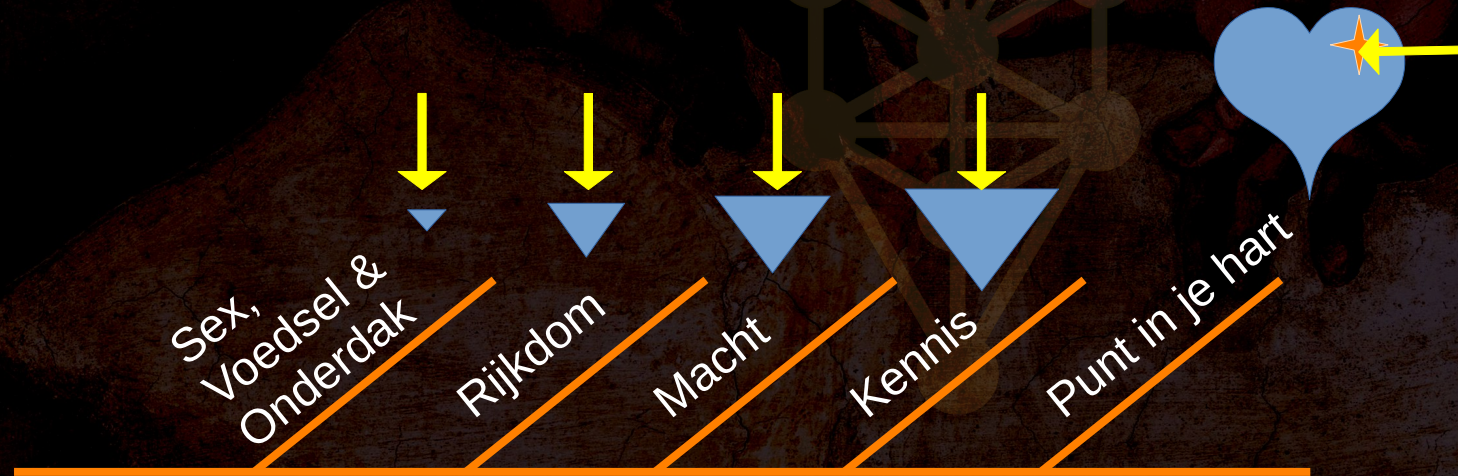 Sex,
Voedsel &
Onderdak
Rijkdom
Macht
Kennis
Punt in je hart